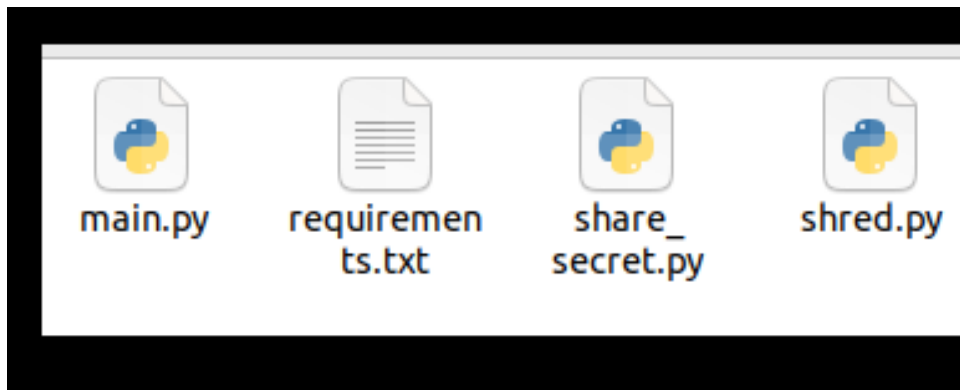 main.py
requiremen
ts.txt
share_
secret.py
shred.py